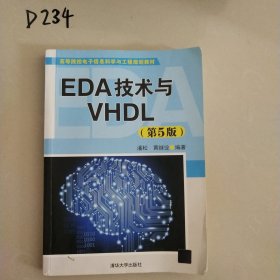 D234
高等院校电子信息科学与工程规划教材
EDA技术与
VHDL
(第5版)
潘松 黄继业 编著
清华大学出版社